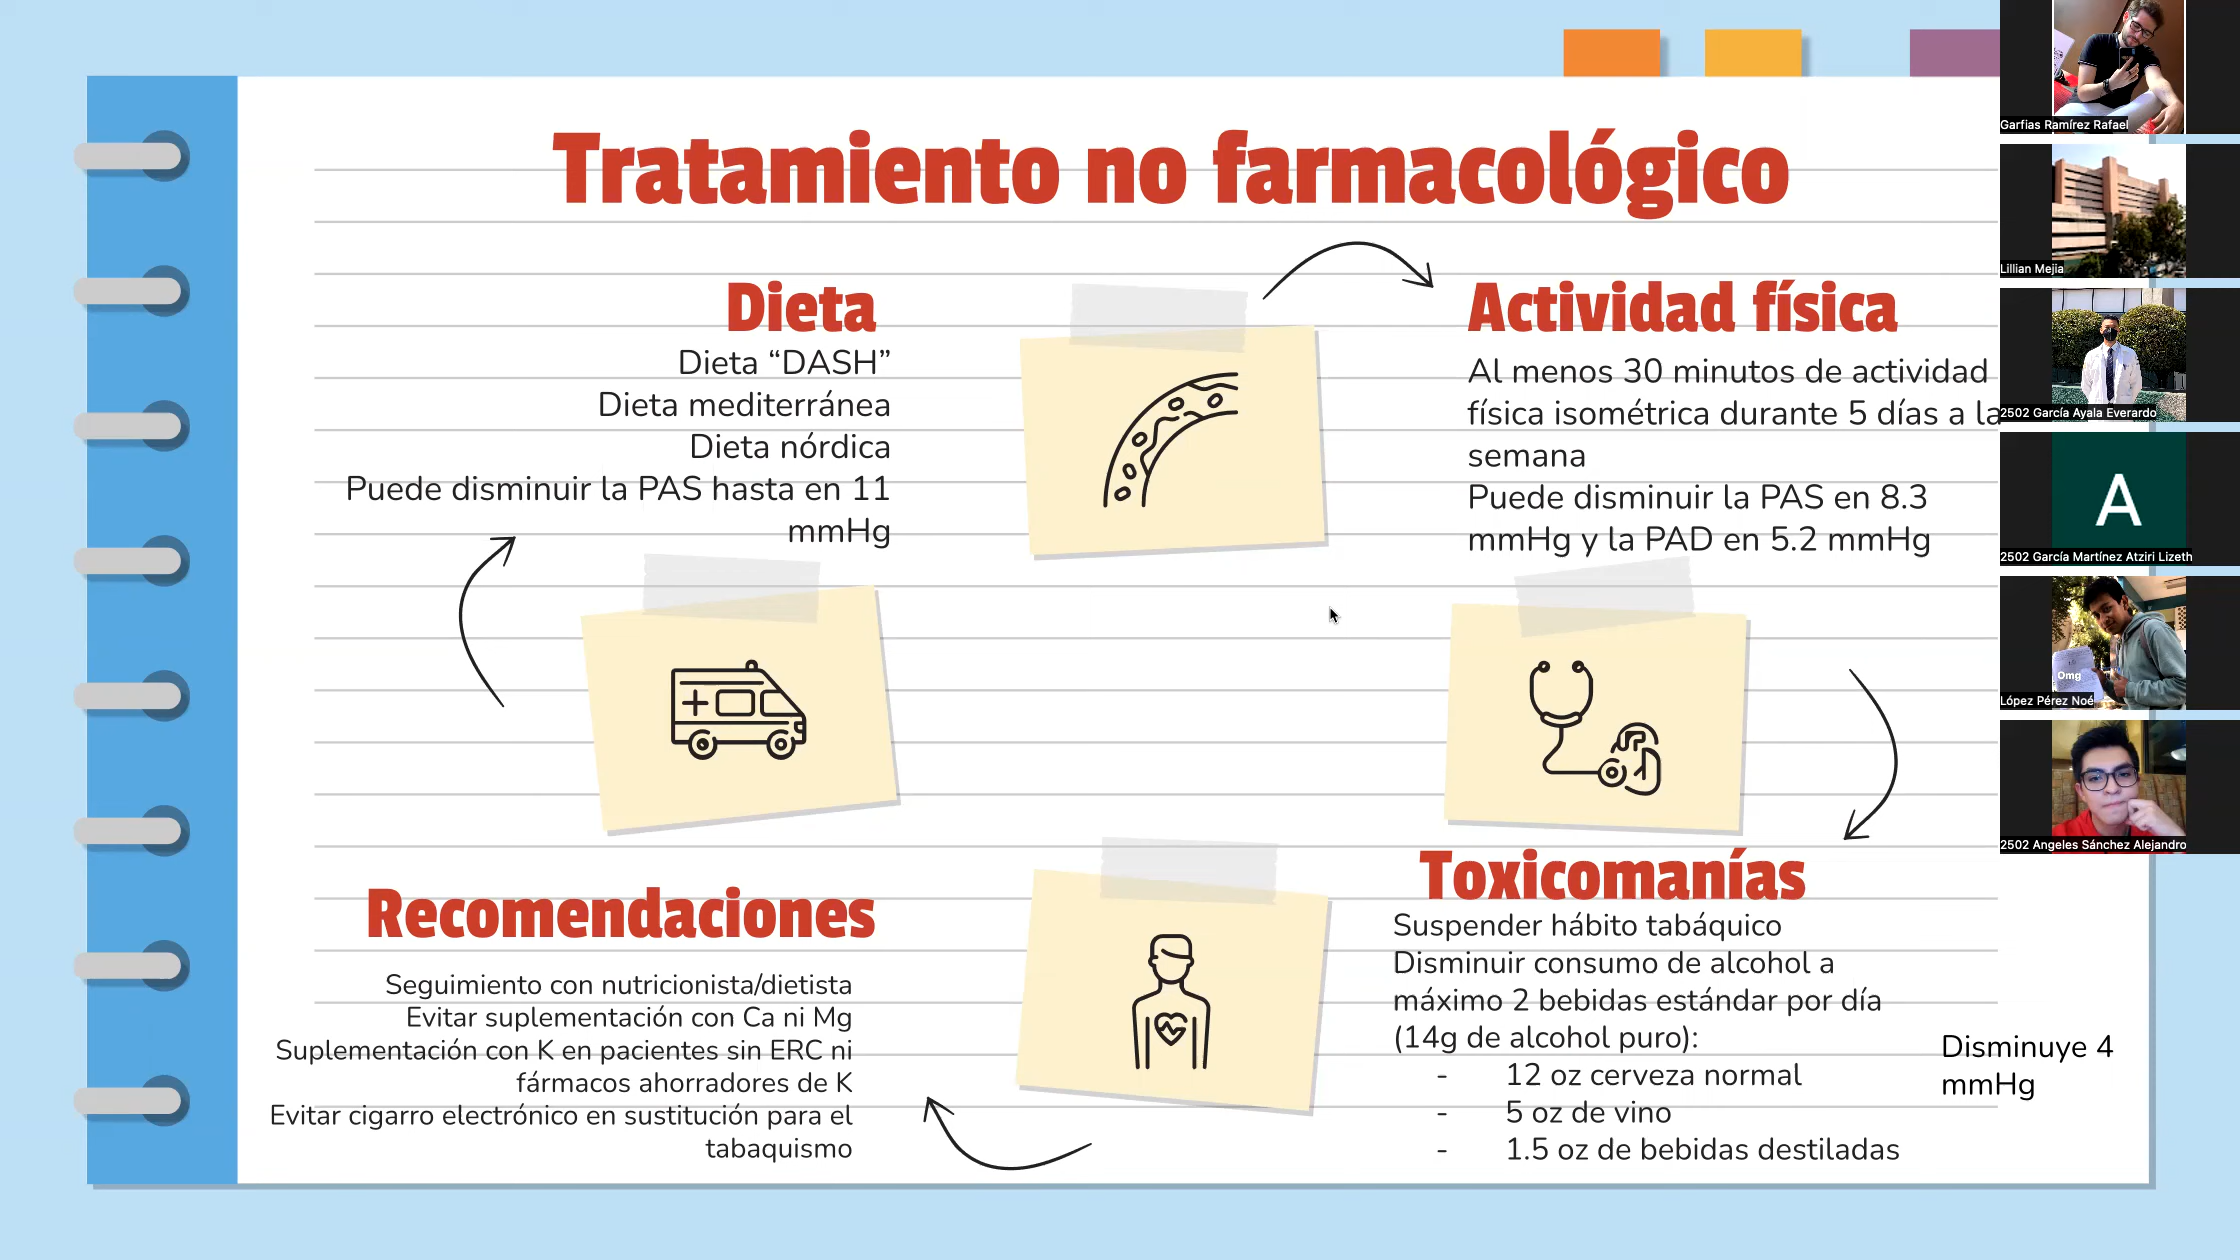 Tratamiento no farmacológico
Dieta
Dieta “DASH”
Dieta mediterránea
Dieta nórdica
Puede disminuir la PAS hasta en 11
mmHg
Actividad física
Al menos 30 minutos de actividad
física isométrica durante 5 días a la
semana
Puede disminuir la PAS en 8.3
mmHg y la PAD en 5.2 mmHg
Toxicomanías
Suspender hábito tabáquico
Disminuir consumo de alcohol a
máximo 2 bebidas estándar por día
(14g de alcohol puro):
- 12 oz cerveza normal
- 5 oz de vino
- 1.5 oz de bebidas destiladas
Disminuye 4
mmHg
Recomendaciones
Seguimiento con nutricionista/dietista
Evitar suplementación con Ca ni Mg
Suplementación con K en pacientes sin ERC ni
fármacos ahorradores de K
Evitar cigarro electrónico en sustitución para el
tabaquismo
Garfias Ramírez Rafael
Lillian Mejia
2502 García Ayala Everardo
A
2502 García Martínez Atziri Lizeth
Omg
López Pérez Noé
2502 Angeles Sánchez Alejandro